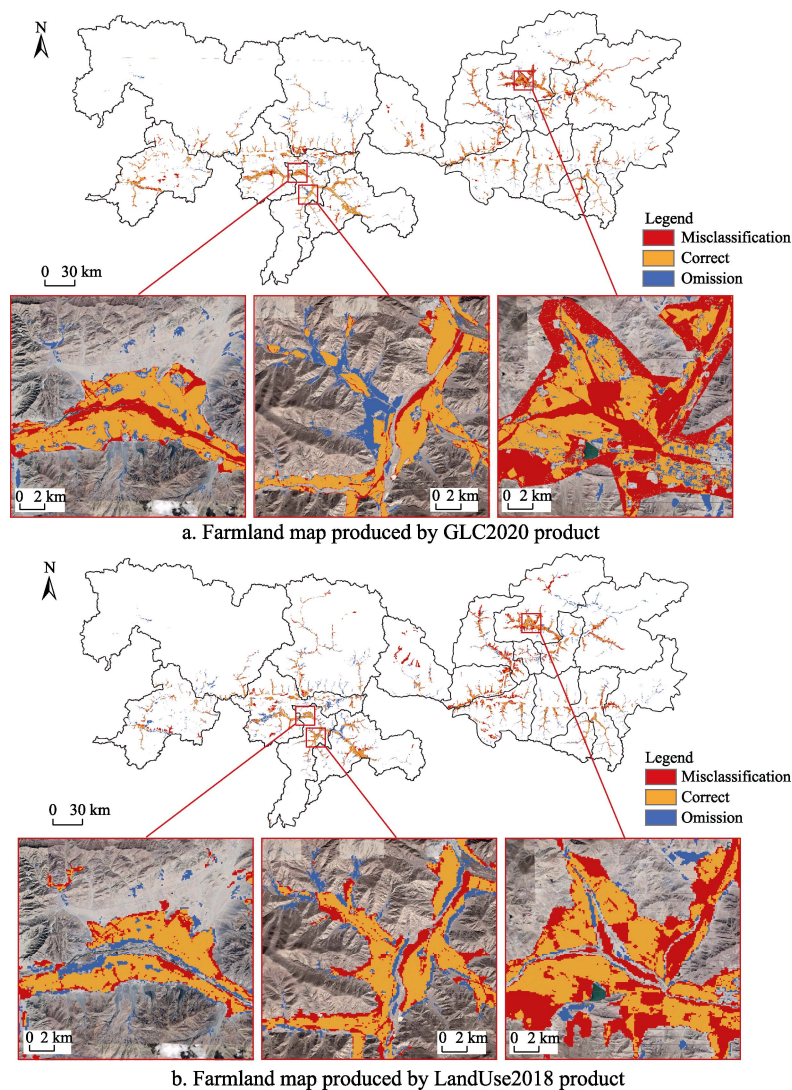 N
Legend
Misclassification
Correct
Omission
0 30 km
0 2 km
0 2 km
0 2 km
a. Farmland map produced by GLC2020 product
N
Legend
Misclassification
Correct
Omission
0 30 km
0 2 km
0 2 km
0 2 km
b. Farmland map produced by LandUse2018 product